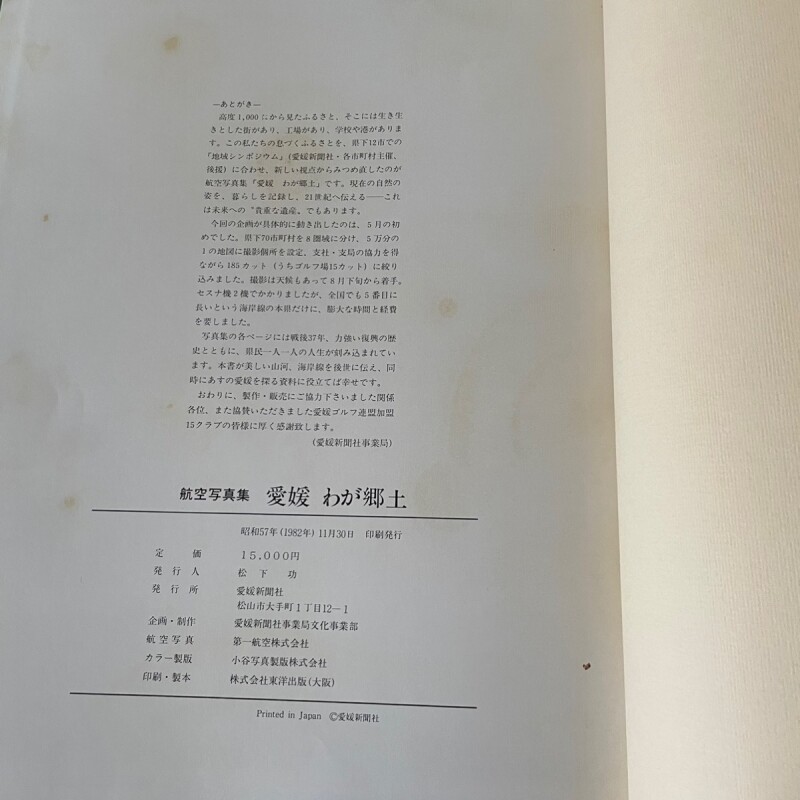 ―あとがき―
高度1,000㍍から見たふるさと、そこには生き生
きとした街があり、工場があり、学校や港がありま
す。この私たちの息づくふるさとを、県下12市での
「地域シンポジウム」(愛媛新聞社・各市町村主催、
後援)に合わせ、新しい視点からみつめ直したのが
航空写真集「愛媛 わが郷土」です。現在の自然の
姿を、暮らしを記録し、21世紀へ伝える――これ
は未来への〝貴重な遺産〟でもあります。
今回の企画が具体的に動き出したのは、5月の初
めでした。県下70市町村を8圏域に分け、5万分の
1の地図に撮影個所を設定、支社・支局の協力を得
ながら185カット(うちゴルフ場15カット)に絞り
込みました。撮影は天候もあって8月下旬から着手。
セスナ機2機でかかりましたが、全国でも5番目に
長いという海岸線の本県だけに、膨大な時間と経費
を要しました。
写真集の各ページには戦後37年、力強い復興の歴
史とともに、県民一人一人の人生が刻み込まれてい
ます。本書が美しい山河、海岸線を後世に伝え、同
時にあすの愛媛を探る資料に役立てば幸せです。
おわりに、製作・販売にご協力下さいました関係
各位、また協賛いただきました愛媛ゴルフ連盟加盟
15クラブの皆様に厚く感謝致します。
(愛媛新聞社事業局)
航空写真集 愛媛 わが郷土
昭和57年(1982年)11月30日 印刷発行
定 価 15,000円
発 行 人 松 下 功
発 行 所 愛媛新聞社
松山市大手町1丁目12−1
企画・制作 愛媛新聞社事業局文化事業部
航空写真 第一航空株式会社
カラー製版 小谷写真製版株式会社
印刷・製本 株式会社東洋出版(大阪)
Printed in Japan ©愛媛新聞社